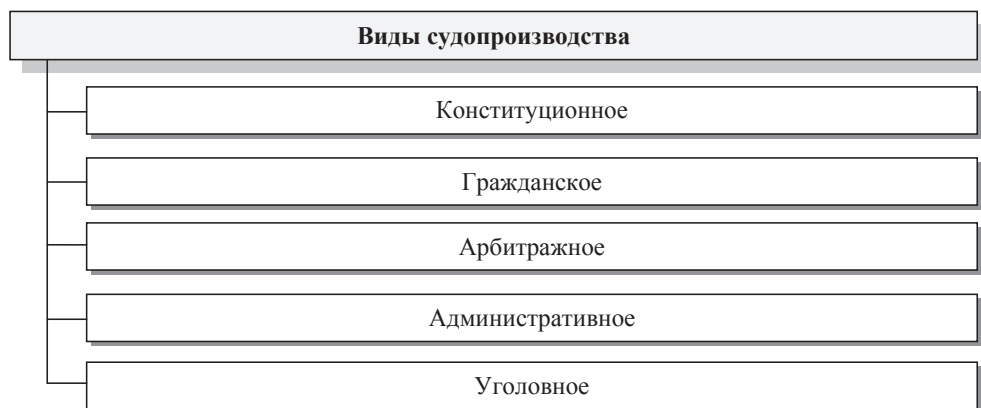 Виды судопроизводства
Конституционное
Гражданское
Арбитражное
Административное
Уголовное